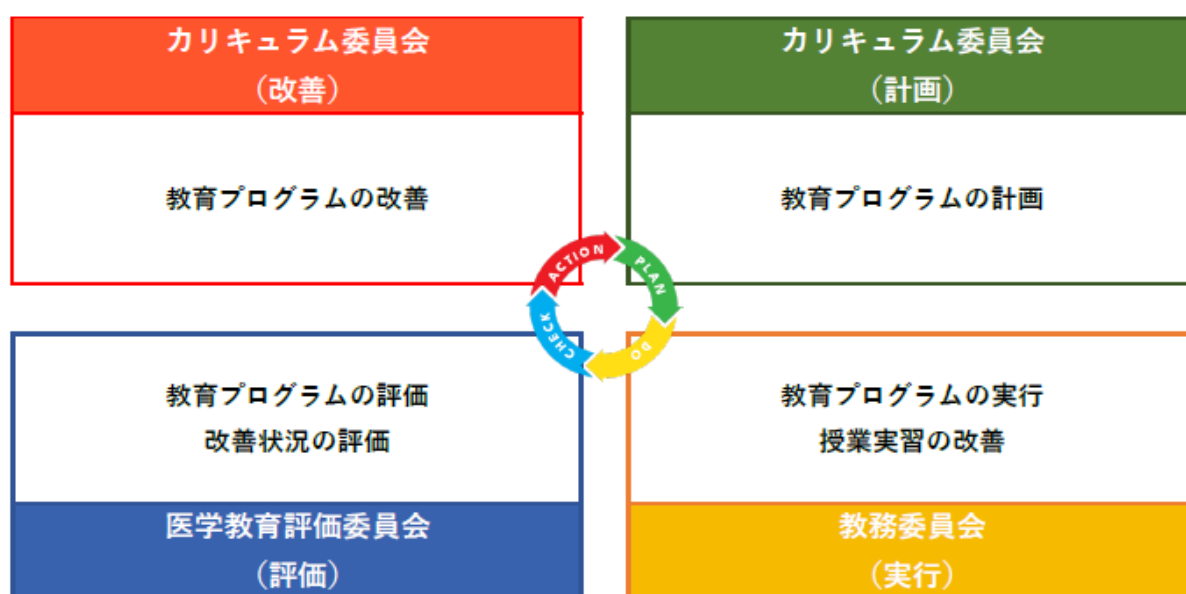 カリキュラム委員会
（改善）
教育プログラムの改善
カリキュラム委員会
（計画）
教育プログラムの計画
ACTION
PLAN
DO
CHECK
教育プログラムの評価
改善状況の評価
医学教育評価委員会
（評価）
教育プログラムの実行
授業実習の改善
教務委員会
（実行）